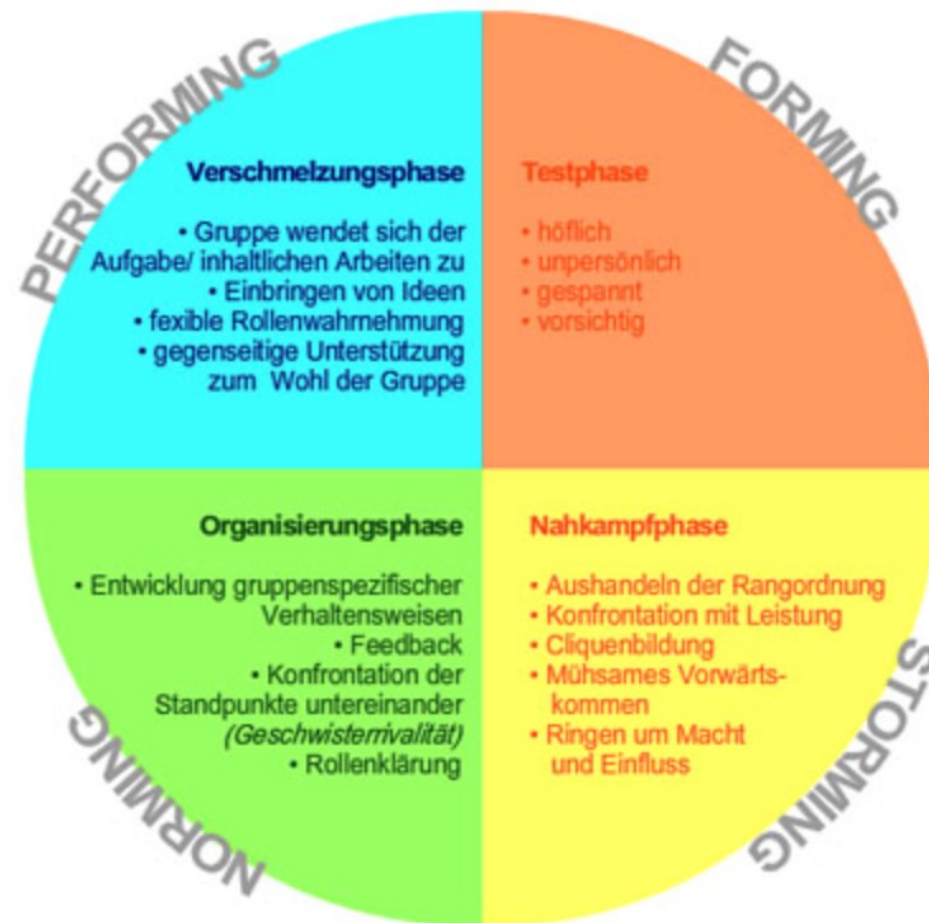 PERFORMING
FORMING
Verschmelzungsphase
• Gruppe wendet sich der
Aufgabe/ inhaltlichen Arbeiten zu
• Einbringen von Ideen
• fexible Rollenwahrnehmung
• gegenseitige Unterstützung
zum Wohl der Gruppe
Testphase
• höflich
• unpersönlich
• gespannt
• vorsichtig
Organisierungsphase
• Entwicklung gruppenspezifischer
Verhaltensweisen
• Feedback
• Konfrontation der
Standpunkte untereinander
(Geschwisterrivalität)
• Rollenklärung
Nahkampfphase
• Aushandeln der Rangordnung
• Konfrontation mit Leistung
• Cliquenbildung
• Mühsames Vorwärts-
kommen
• Ringen um Macht
und Einfluss
NORMING
STORMING